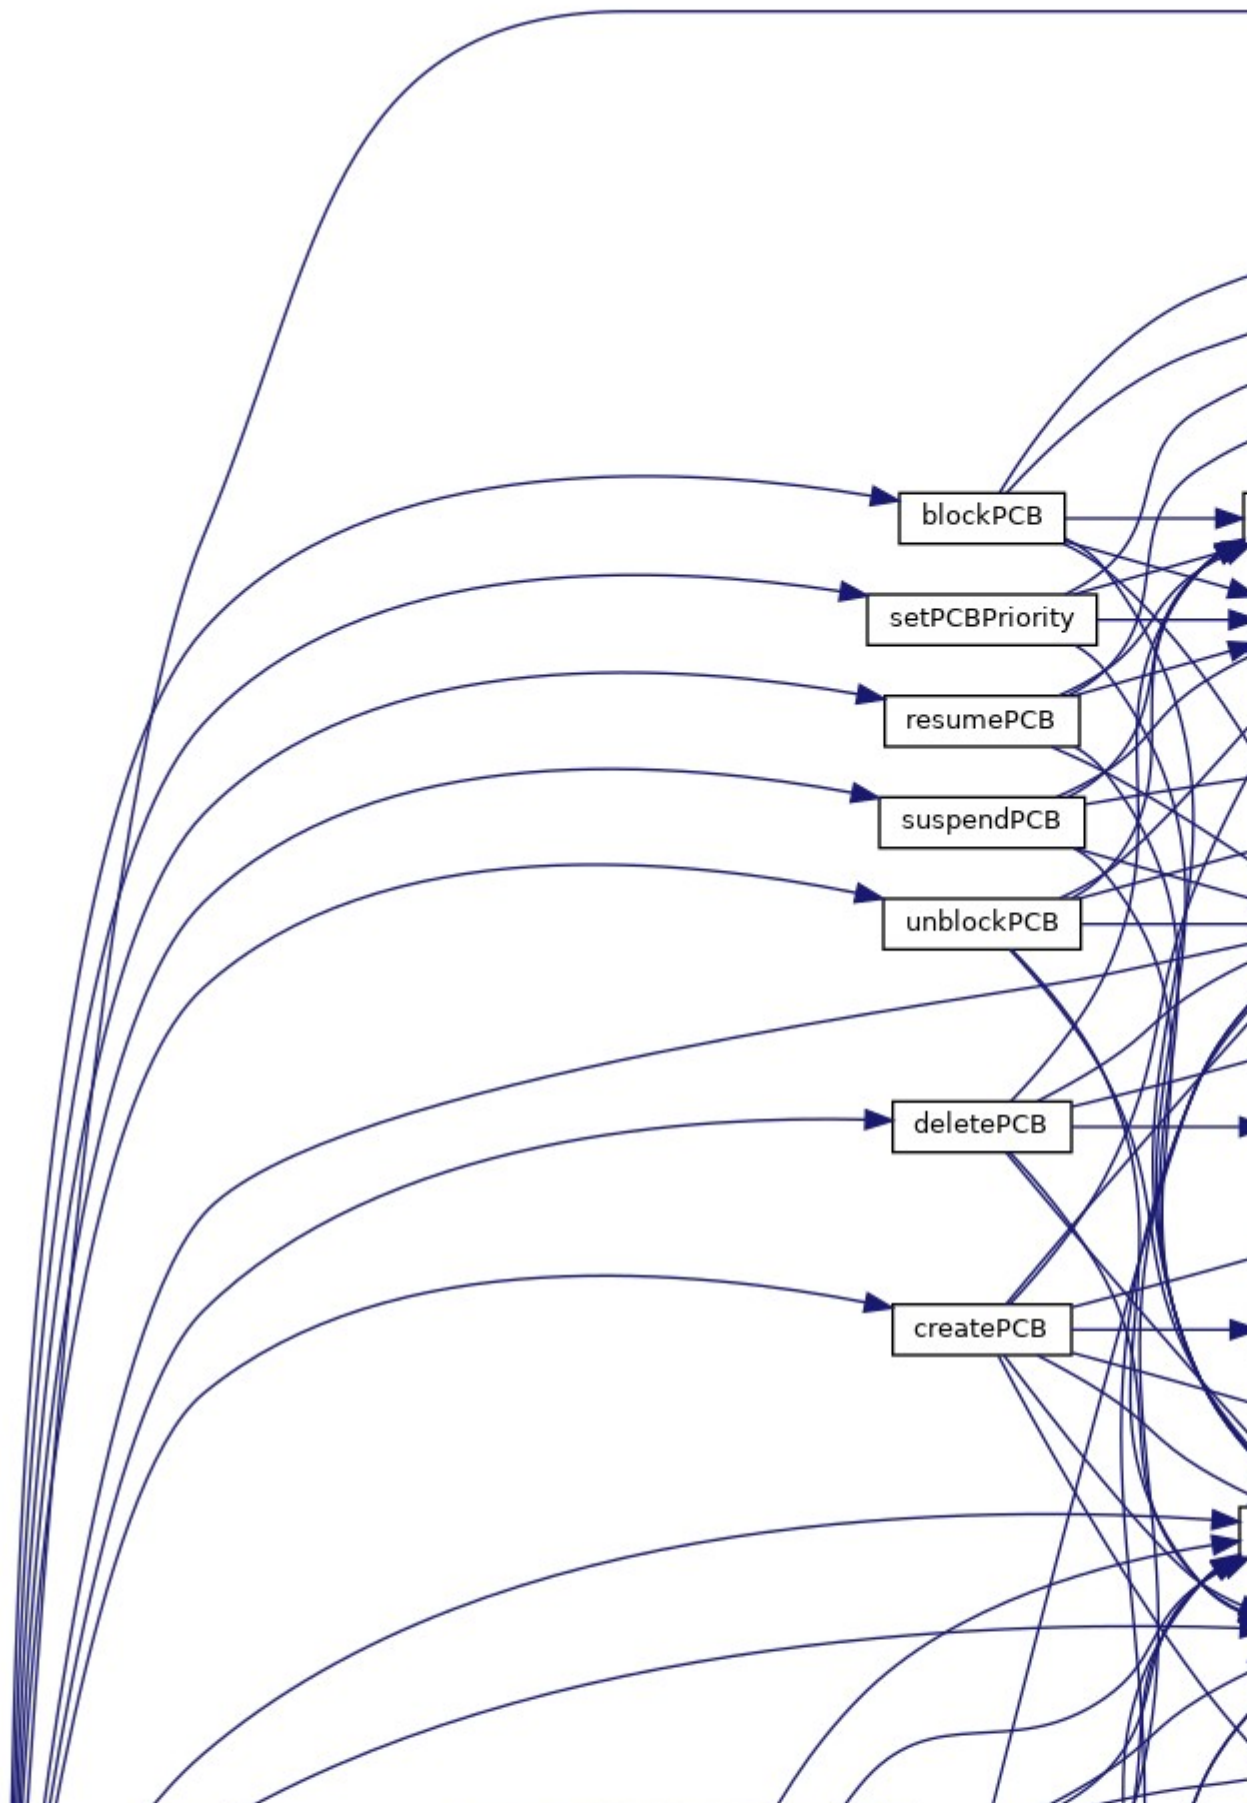 blockPCB
setPCBPriority
resumePCB
suspendPCB
unblockPCB
deletePCB
createPCB